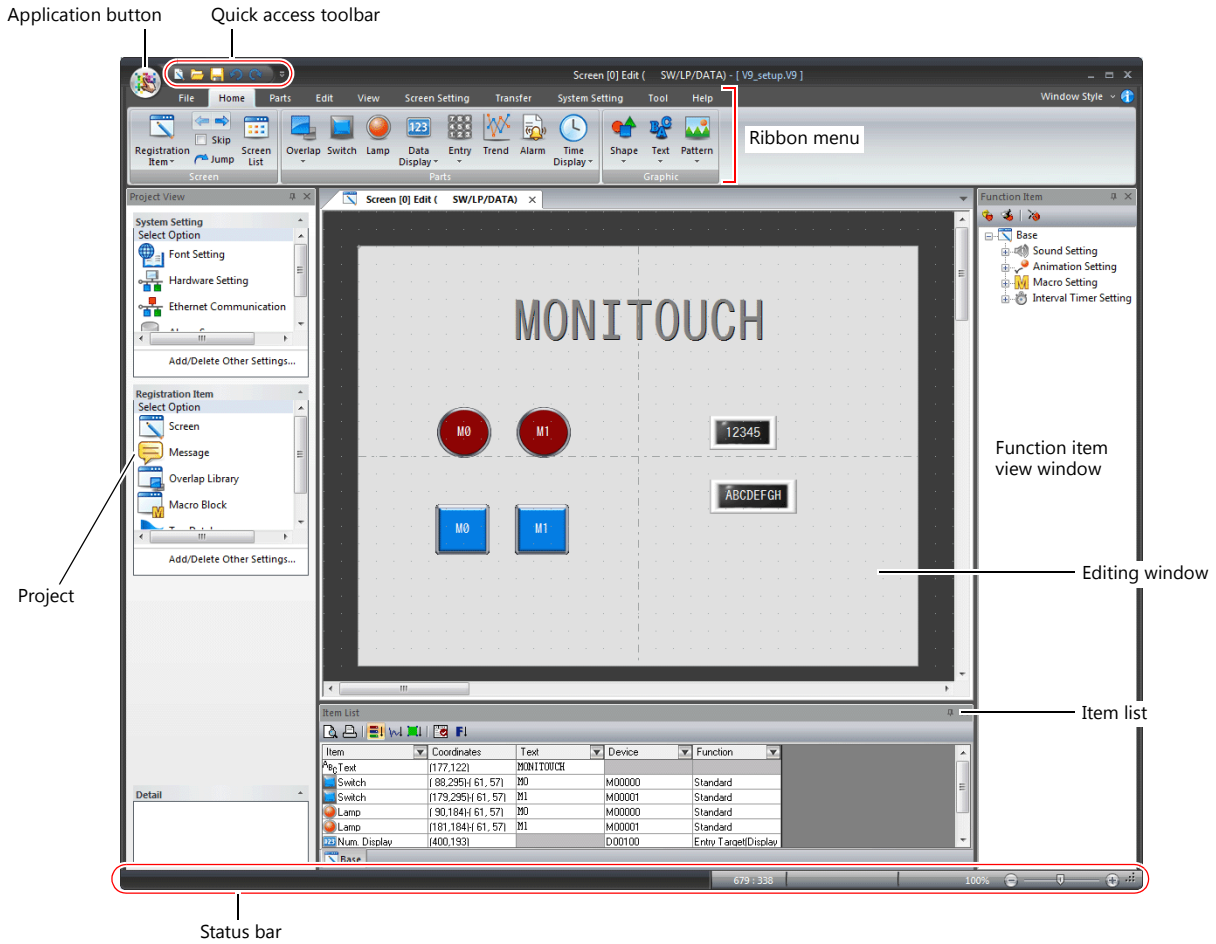 Application button
Quick access toolbar
Screen [0] Edit ( SW/LP/DATA) - [ V9_setup.V9 ]
File Home Parts Edit View Screen Setting Transfer System Setting Tool Help
Window Style
Registration Item
Skip
Jump
Screen List
Overlap
Switch
Lamp
Data Display
123
Entry
Trend
Alarm
Time Display
Shape
Text
Pattern
Screen
Parts
Graphic
Ribbon menu
Project View
Screen [0] Edit ( SW/LP/DATA)
Function Item
System Setting
Select Option
Font Setting
Hardware Setting
Ethernet Communication
Add/Delete Other Settings...
Registration Item
Select Option
Screen
Message
Overlap Library
Macro Block
Add/Delete Other Settings...
Detail
Project
MONITOUCH
M0
M1
12345
M0
M1
ABCDEFGH
Base
Sound Setting
Animation Setting
Macro Setting
Interval Timer Setting
Function item
view window
Editing window
Item list
Item List
Item Coordinates Text Device Function
Text (177,122) MONITOUCH
Switch ( 88,295)-( 61, 57) M0 M00000 Standard
Switch (179,295)-( 61, 57) M1 M00001 Standard
Lamp ( 90,184)-( 61, 57) M0 M00000 Standard
Lamp (181,184)-( 61, 57) M1 M00001 Standard
Num. Display (400,193) D00100 Entry Target(Display
Base
679 : 338
100%
Status bar